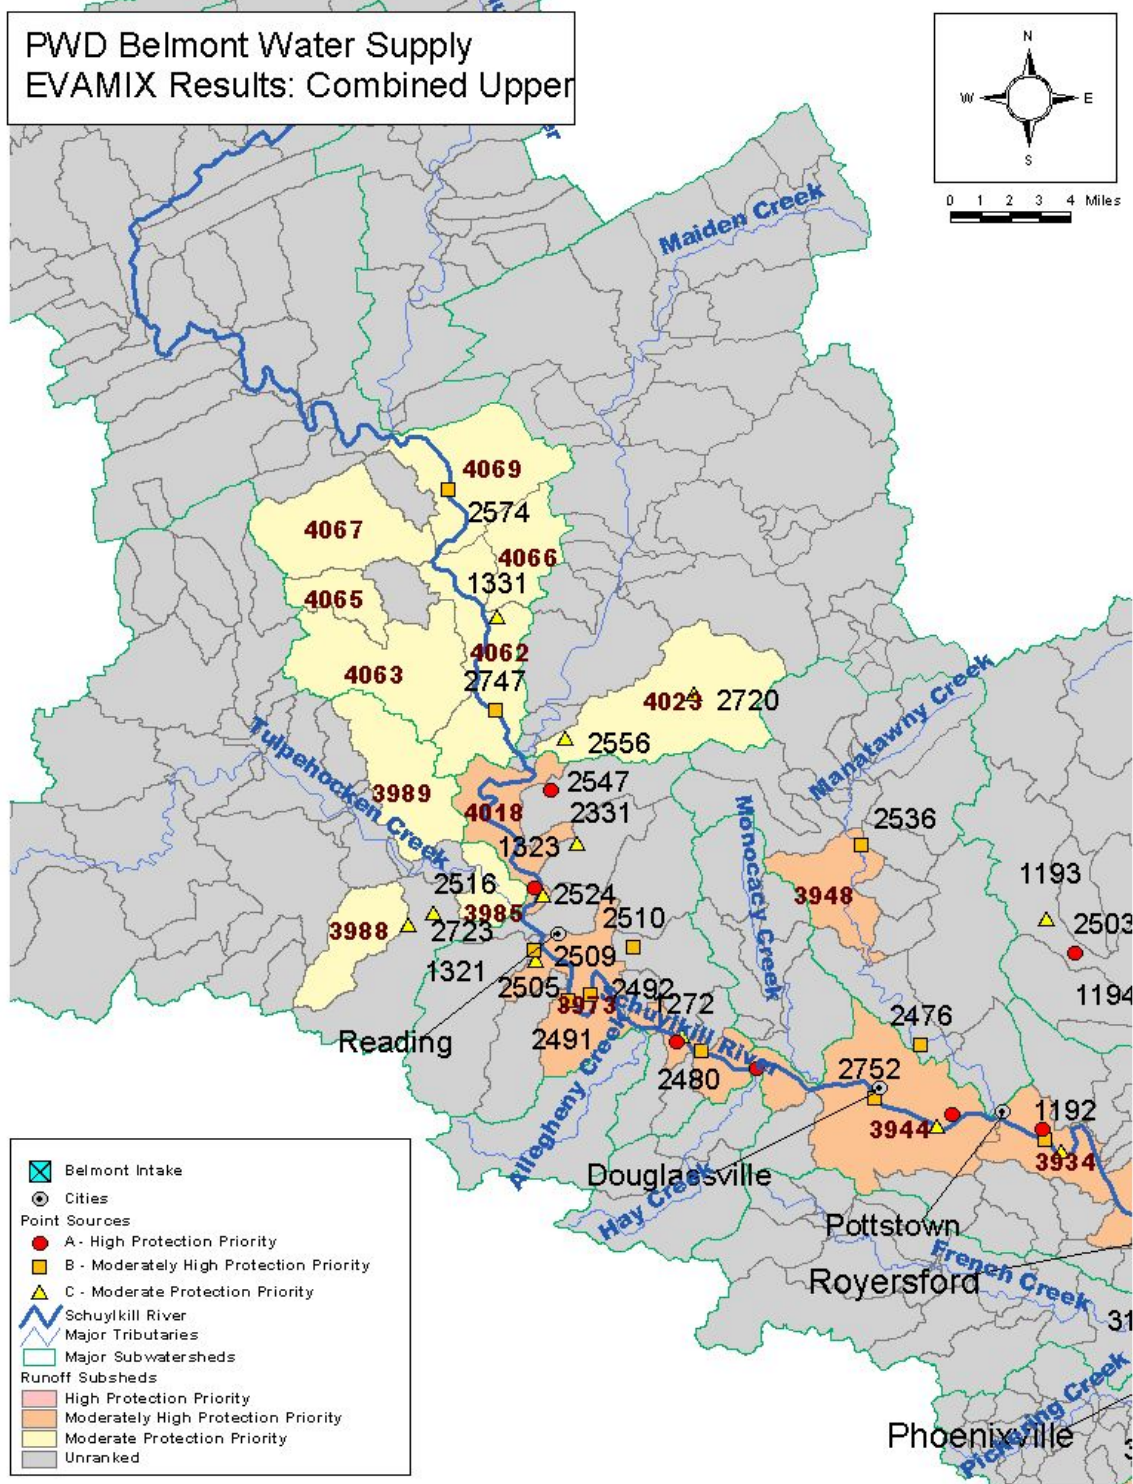 PWD Belmont Water Supply
EVAMIX Results: Combined Upper
N
W
E
S
0 1 2 3 4 Miles
Maiden Creek
4069
2574
4067
4066
1331
4065
4062
4063
2747
4023
2720
2556
Tulpehocken Creek
Manatawny Creek
2547
3989
4018
2331
Monocacy Creek
2536
1323
1193
2516
2524
3948
3985
2510
2503
3988
2723
2509
1321
2505
2492
1194
3973
1272
Schuylkill River
2476
Reading
2491
2752
2480
Allegheny Creek
1192
3944
3934
Douglassville
Hay Creek
Pottstown
French Creek
Royersford
31
Pickering Creek
Phoenixville
3
Belmont Intake
Cities
Point Sources
A - High Protection Priority
B - Moderately High Protection Priority
C - Moderate Protection Priority
Schuylkill River
Major Tributaries
Major Subwatersheds
Runoff Subsheds
High Protection Priority
Moderately High Protection Priority
Moderate Protection Priority
Unranked